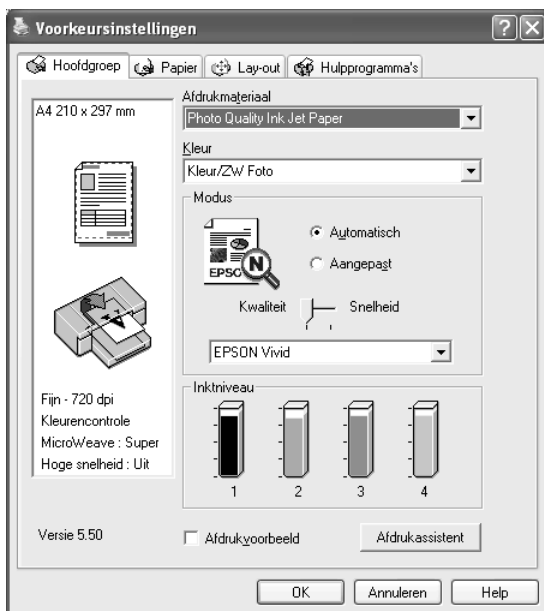 Voorkeursinstellingen
Hoofdgroep Papier Lay-out Hulpprogramma's
A4 210 x 297 mm
Afdrukmateriaal
Photo Quality Ink Jet Paper
Kleur
Kleur/ZW Foto
Modus
EPSO
N
Automatisch
Aangepast
Kwaliteit Snelheid
EPSON Vivid
Fijn - 720 dpi
Kleurencontrole
MicroWeave : Super
Hoge snelheid : Uit
Inktniveau
1 2 3 4
Versie 5.50
Afdrukvoorbeeld
Afdrukassistent
OK Annuleren Help